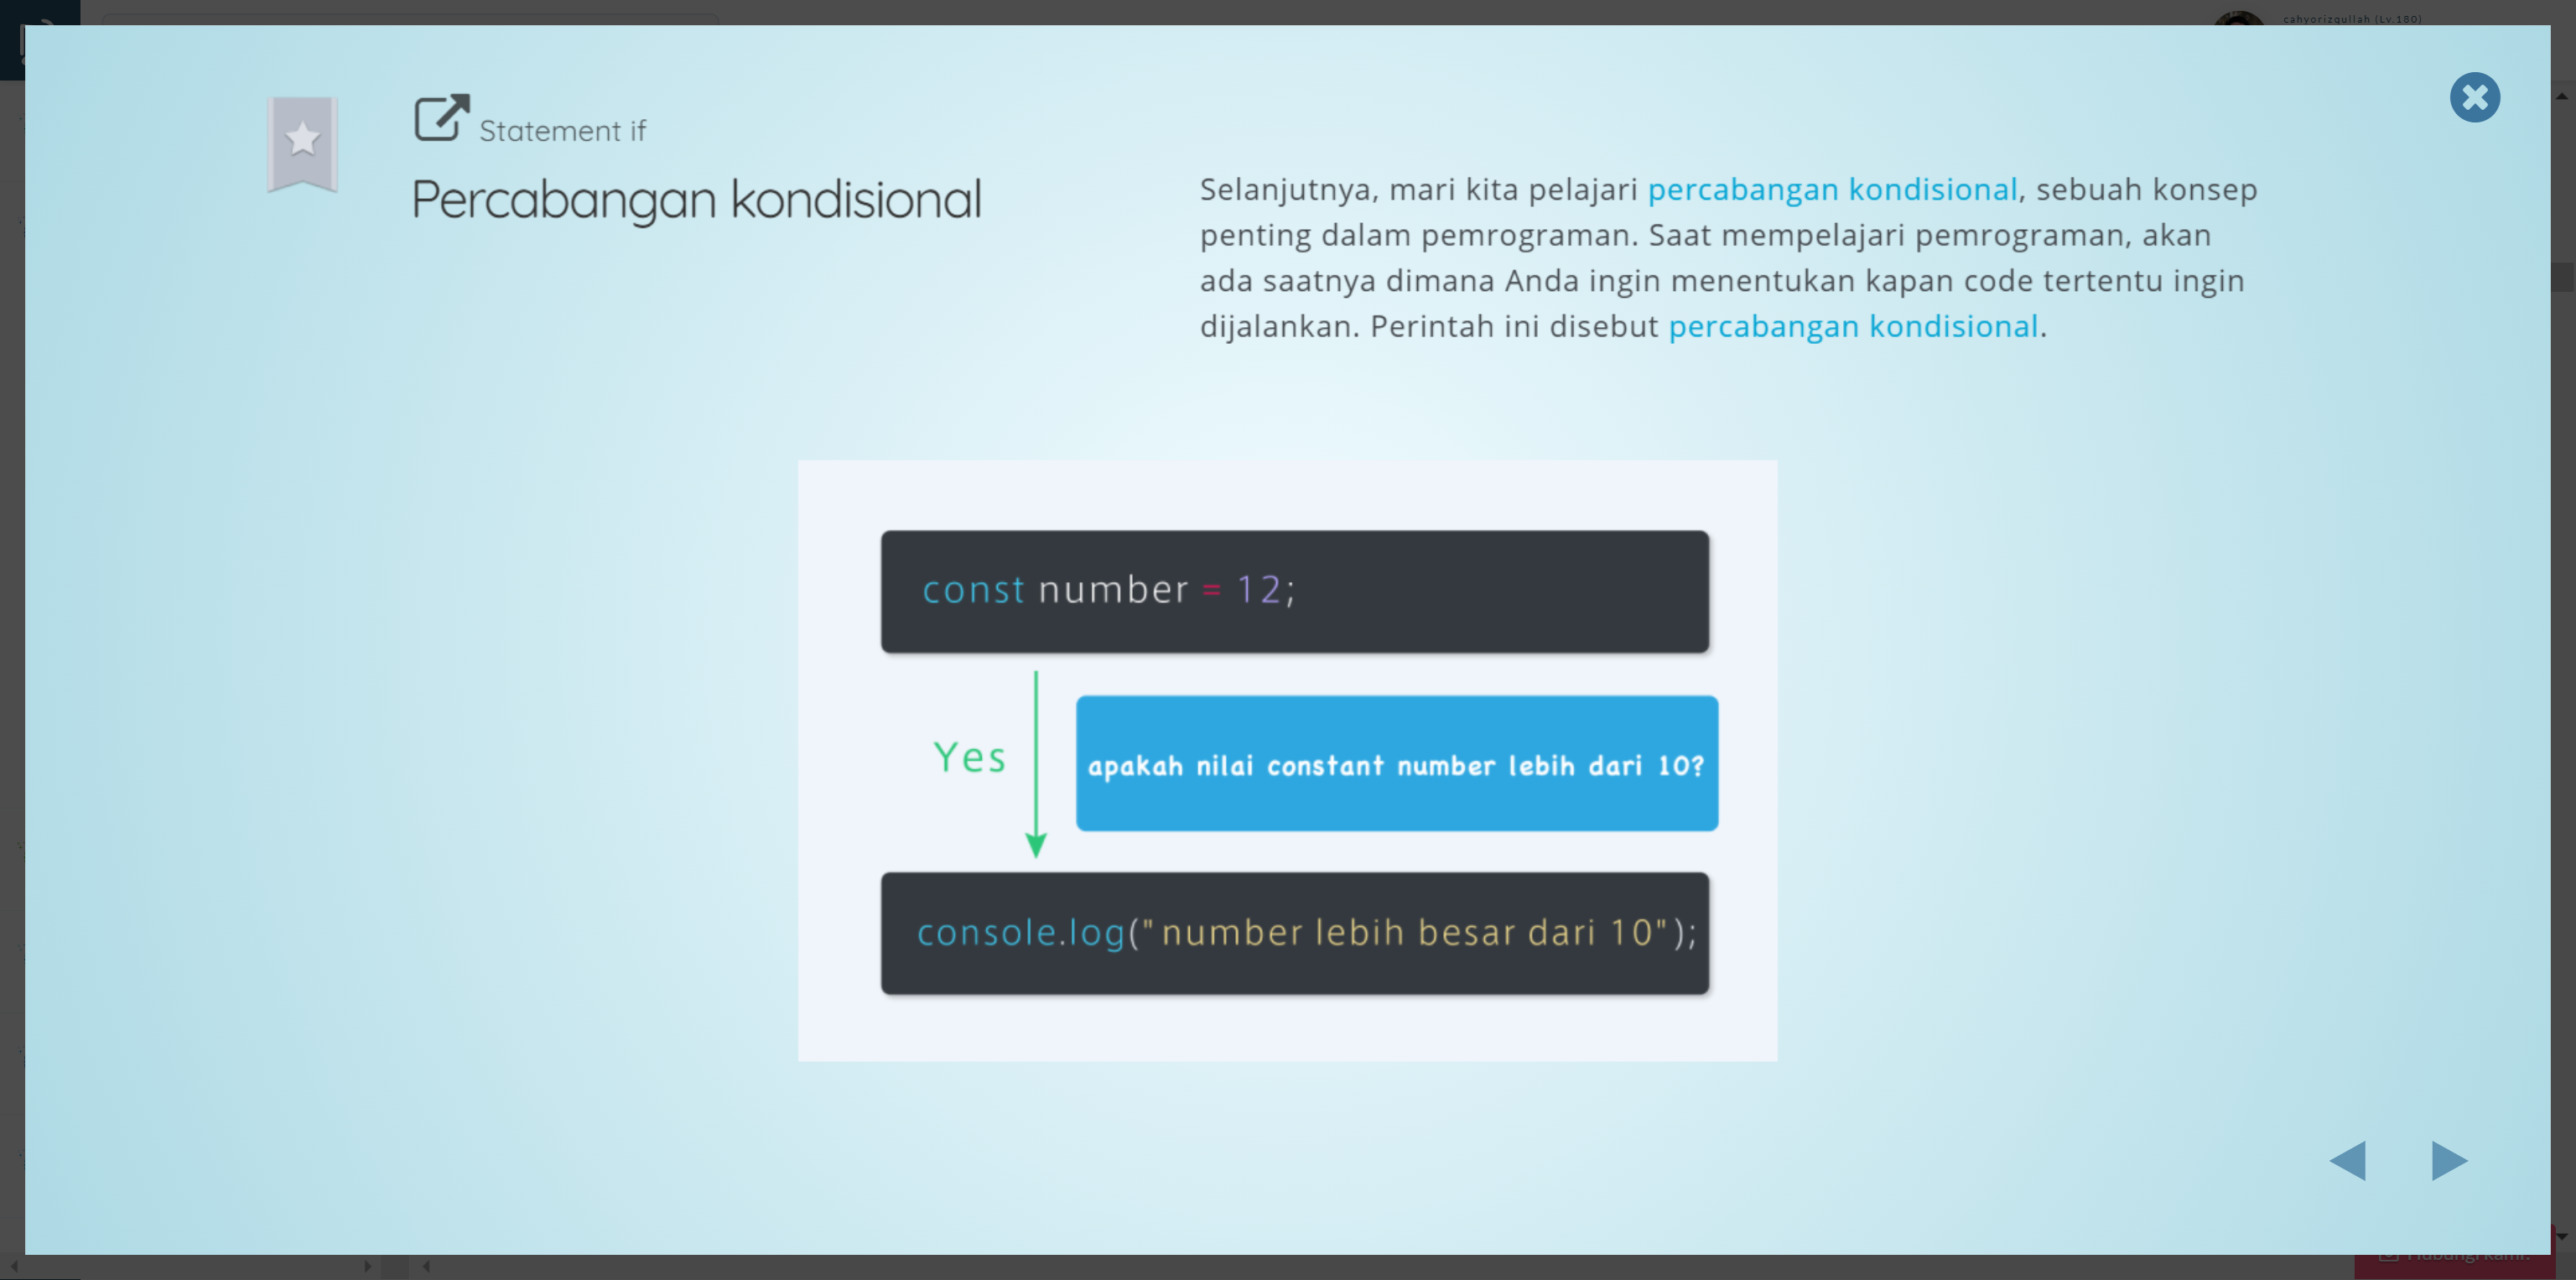 cahyorizqullah (Lv.180)
Statement if
Percabangan kondisional
Selanjutnya, mari kita pelajari percabangan kondisional, sebuah konsep
penting dalam pemrograman. Saat mempelajari pemrograman, akan
ada saatnya dimana Anda ingin menentukan kapan code tertentu ingin
dijalankan. Perintah ini disebut percabangan kondisional.
const number = 12;
Yes
apakah nilai constant number lebih dari 10?
console.log("number lebih besar dari 10");